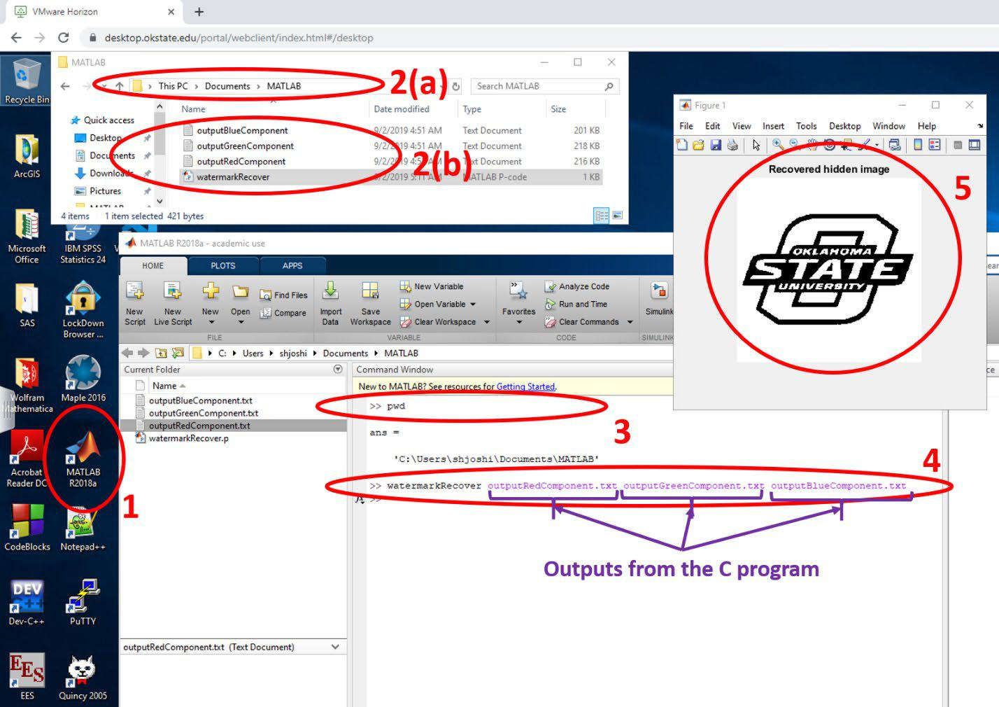 VMware Horizon
desktop.okstate.edu/portal/webclient/index.html#/desktop
MATLAB
This PC > Documents > MATLAB
2(a)
Search MATLAB
Name Date modified Type Size
Quick access
Desktop
Documents
Downloads
Pictures
MATLAB
outputBlueComponent 9/2/2019 4:51 AM Text Document 201 KB
outputGreenComponent 9/2/2019 4:51 AM Text Document 218 KB
outputRedComponent 9/2/2019 Text Document 216 KB
watermarkRecover 9/2/2019 5:11 AM MATLAB P-code 1 KB
2(b)
4 items 1 item selected 421 bytes
Recycle Bin
ArcGIS
Microsoft
Office
IBM SPSS
Statistics 24
SAS
LockDown
Browser ...
Wolfram
Mathematica
Maple 2016
Acrobat
Reader DC
MATLAB
R2018a
1
CodeBlocks
Notepad++
DEV
C++
Dev-C++
PuTTY
EES
EES
Quincy 2005
MATLAB R2018a - academic use
HOME PLOTS APPS
New
Script
New
Live Script
New
Open
Find Files
Compare
FILE
Import
Data
Save
Workspace
New Variable
Open Variable
Clear Workspace
VARIABLE
Favorites
Analyze Code
Run and Time
Clear Commands
CODE
Simulink
SIMULINK
C: Users shjoshi Documents MATLAB
Current Folder
Name
outputBlueComponent.txt
outputGreenComponent.txt
outputRedComponent.txt
watermarkRecover.p
outputRedComponent.txt (Text Document)
Command Window
New to MATLAB? See resources for Getting Started.
>> pwd
3
ans =
'C:\Users\shjoshi\Documents\MATLAB'
4
>> watermarkRecover outputRedComponent.txt outputGreenComponent.txt outputBlueComponent.txt
fx >>
Outputs from the C program
Figure 1
File Edit View Insert Tools Desktop Window Help
Recovered hidden image
5
OKLAHOMA
STATE
UNIVERSITY